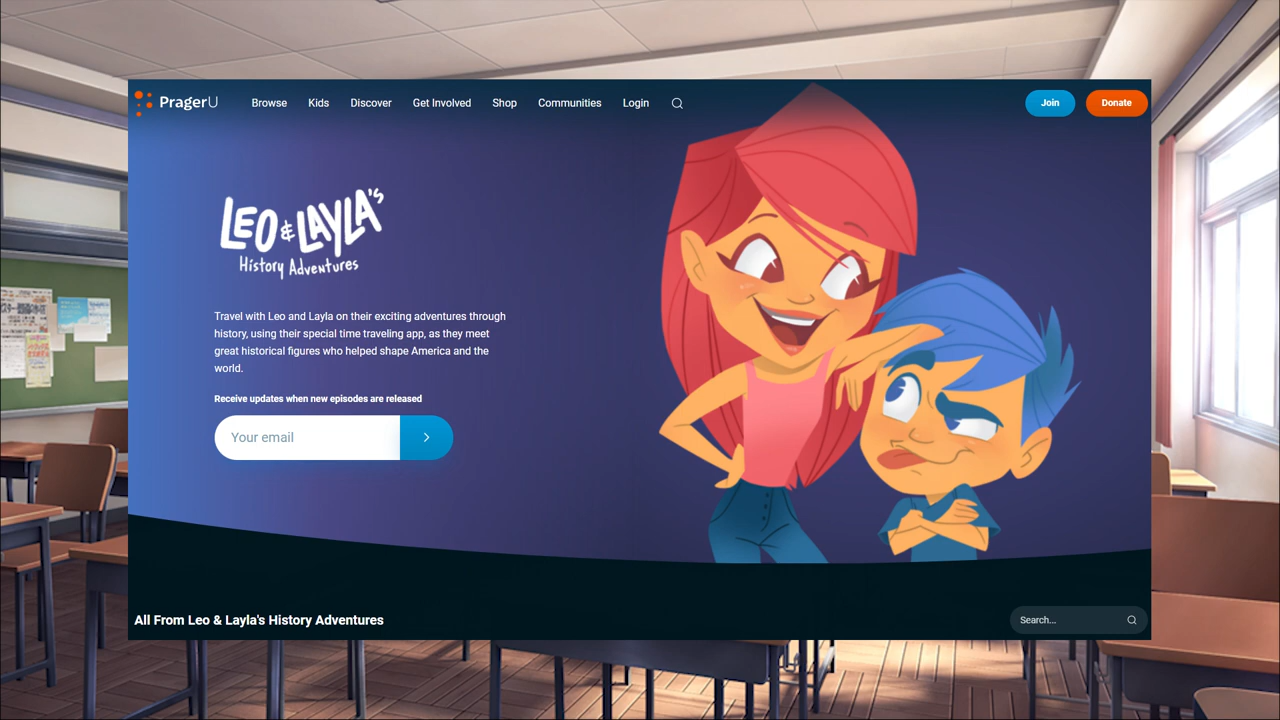 PragerU
Browse
Kids
Discover
Get Involved
Shop
Communities
Login
Join
Donate
LEO & LAYLA'S
History Adventures
Travel with Leo and Layla on their exciting adventures through
history, using their special time traveling app, as they meet
great historical figures who helped shape America and the
world.
Receive updates when new episodes are released
Your email
All From Leo & Layla's History Adventures
Search...